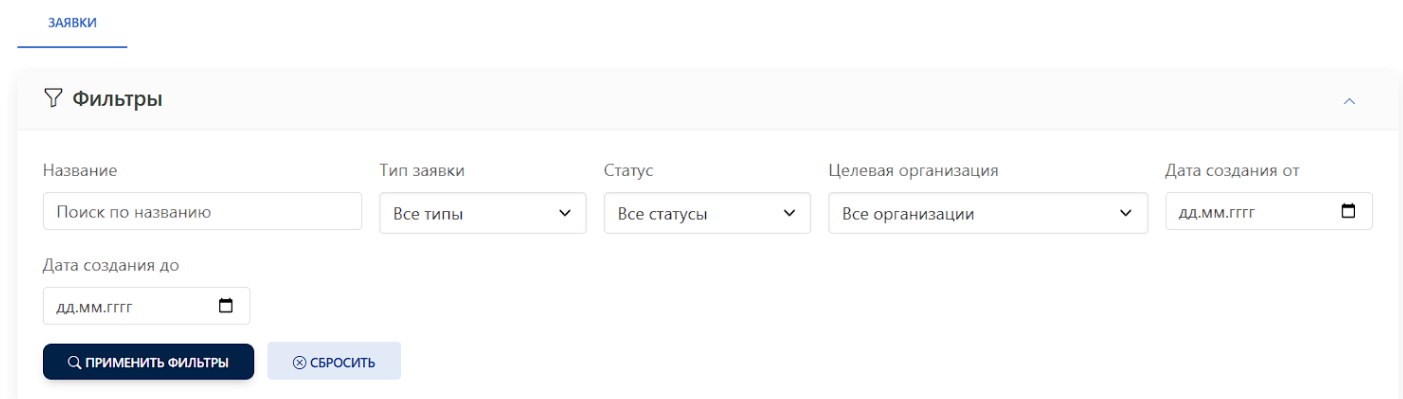 ЗАЯВКИ
Фильтры
Название
Тип заявки
Статус
Целевая организация
Дата создания от
Поиск по названию
Все типы
Все статусы
Все организации
дд.мм.гггг
Дата создания до
дд.мм.гггг
ПРИМЕНИТЬ ФИЛЬТРЫ
СБРОСИТЬ